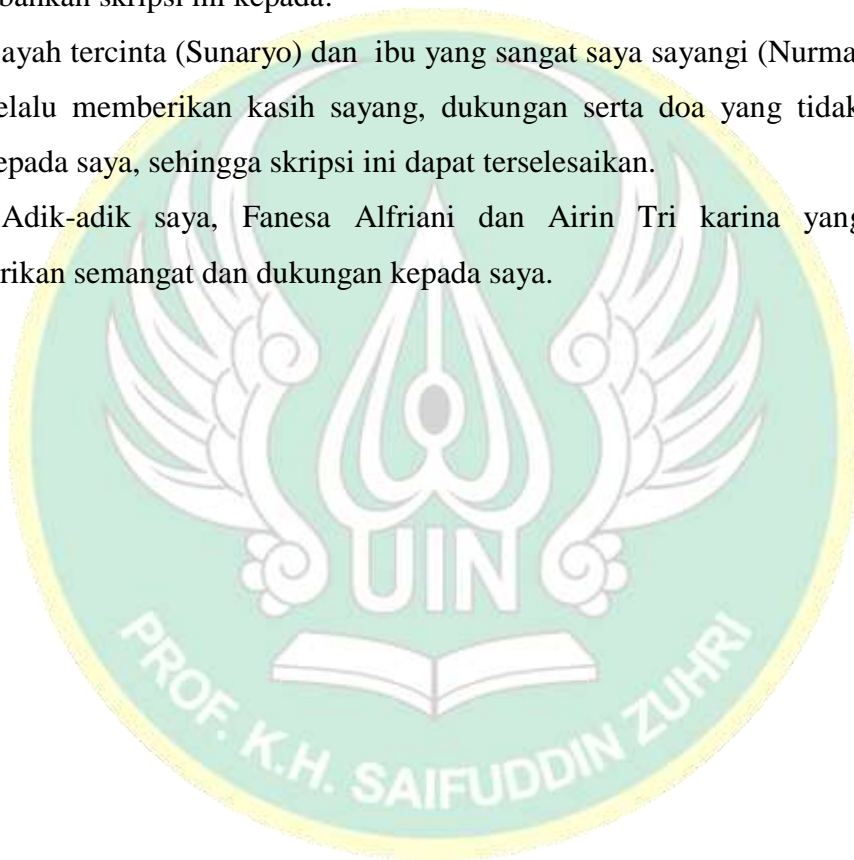 bahkan skripsi ini kepada:
ayah tercinta (Sunaryo) dan ibu yang sangat saya sayangi (Nurma
elalu memberikan kasih sayang, dukungan serta doa yang tidak
epada saya, sehingga skripsi ini dapat terselesaikan.
Adik-adik saya, Fanesa Alfriani dan Airin Tri karina yang
rikan semangat dan dukungan kepada saya.
UIN
PROF. K.H. SAIFUDDIN ZUHRI